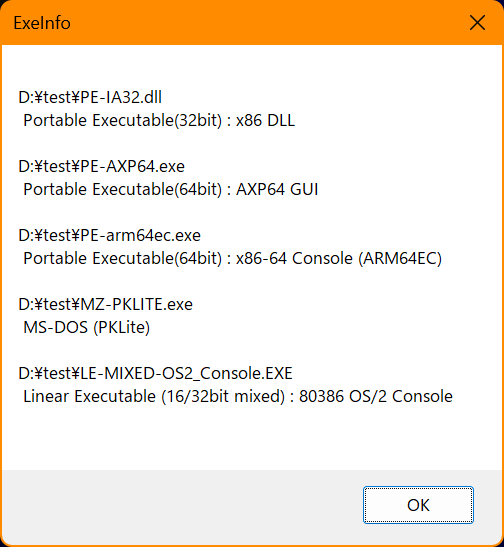 ExeInfo
D:¥test¥PE-IA32.dll
Portable Executable(32bit) : x86 DLL
D:¥test¥PE-AXP64.exe
Portable Executable(64bit) : AXP64 GUI
D:¥test¥PE-arm64ec.exe
Portable Executable(64bit) : x86-64 Console (ARM64EC)
D:¥test¥MZ-PKLITE.exe
MS-DOS (PKLite)
D:¥test¥LE-MIXED-OS2_Console.EXE
Linear Executable (16/32bit mixed) : 80386 OS/2 Console
OK